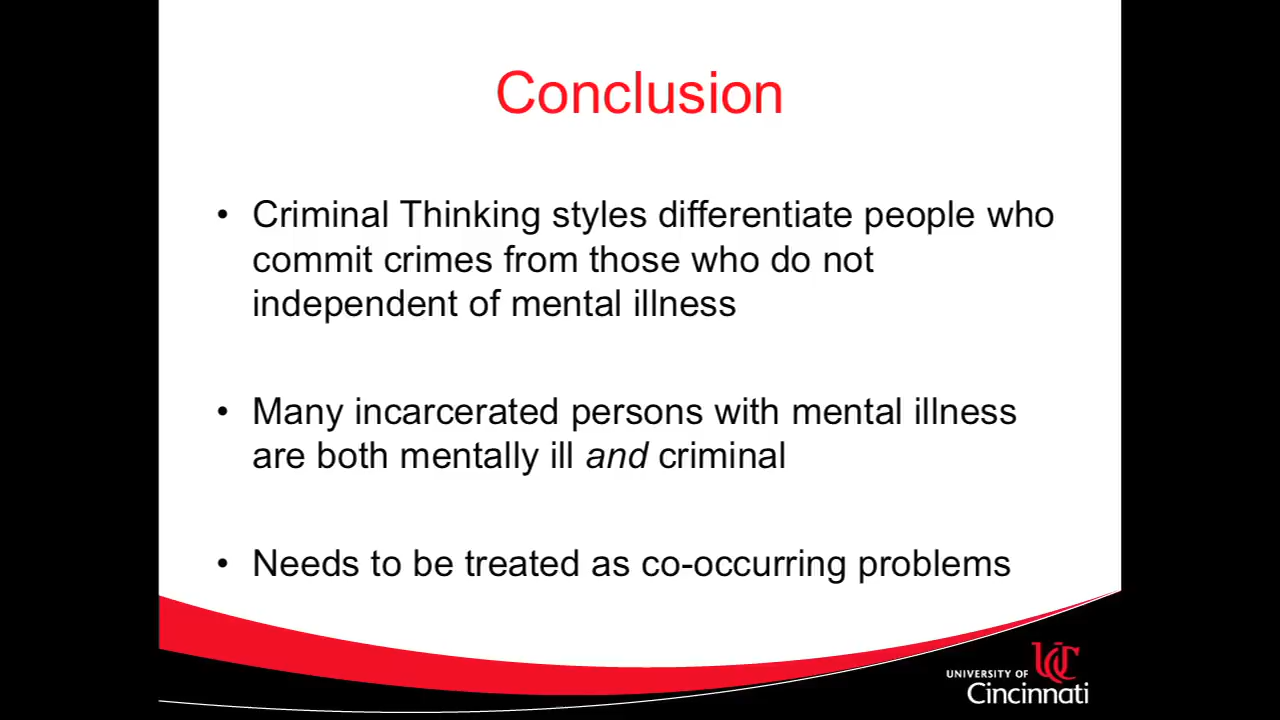 Conclusion
• Criminal Thinking styles differentiate people who
commit crimes from those who do not
independent of mental illness
• Many incarcerated persons with mental illness
are both mentally ill and criminal
• Needs to be treated as co-occurring problems
UC
UNIVERSITY OF
Cincinnati